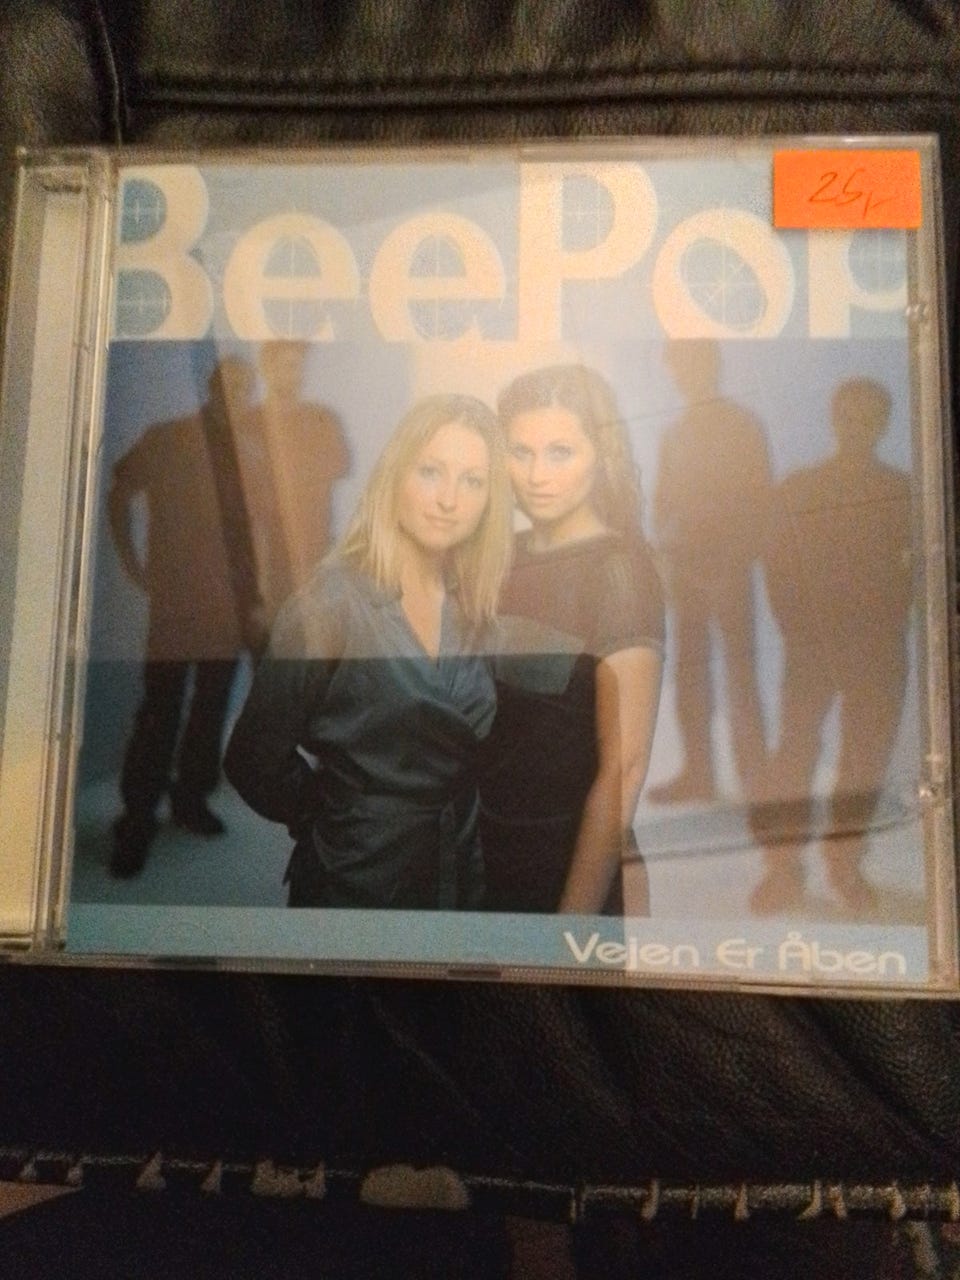 BeePop
25,-
Vejen Er Åben